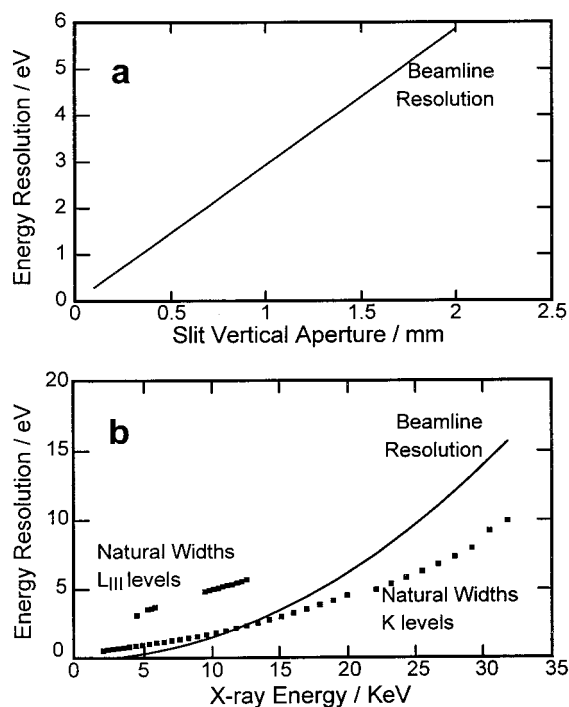 6
5
4
3
2
1
0
Energy Resolution / eV
a
Beamline
Resolution
0 0.5 1 1.5 2 2.5
Slit Vertical Aperture / mm
20
15
10
5
0
Energy Resolution / eV
b
Beamline
Resolution
Natural Widths
LIII levels
Natural Widths
K levels
0 5 10 15 20 25 30 35
X-ray Energy / KeV